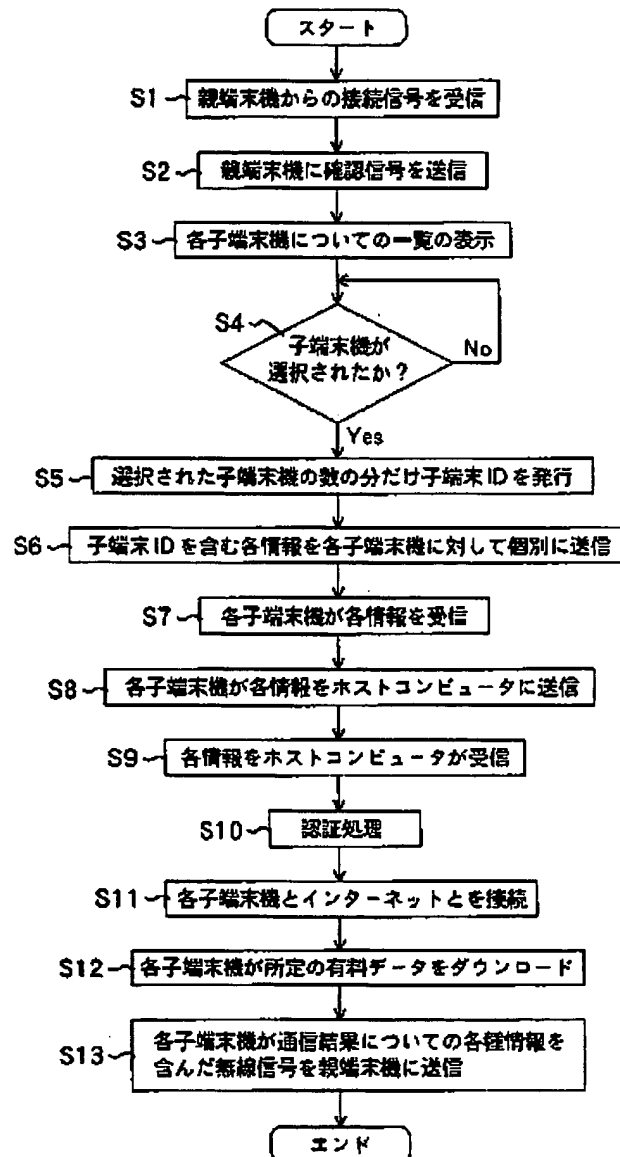 スタート
S1 親端末機からの接続信号を受信
S2 親端末機に確認信号を送信
S3 各子端末機についての一覧の表示
S4
子端末機が
選択されたか?
No
Yes
S5 選択された子端末機の数の分だけ子端末IDを発行
S6 子端末IDを含む各情報を各子端末機に対して個別に送信
S7 各子端末機が各情報を受信
S8 各子端末機が各情報をホストコンピュータに送信
S9 各情報をホストコンピュータが受信
S10 認証処理
S11 各子端末機とインターネットとを接続
S12 各子端末機が所定の有料データをダウンロード
S13 各子端末機が通信結果についての各種情報を
含んだ無線信号を親端末機に送信
エンド